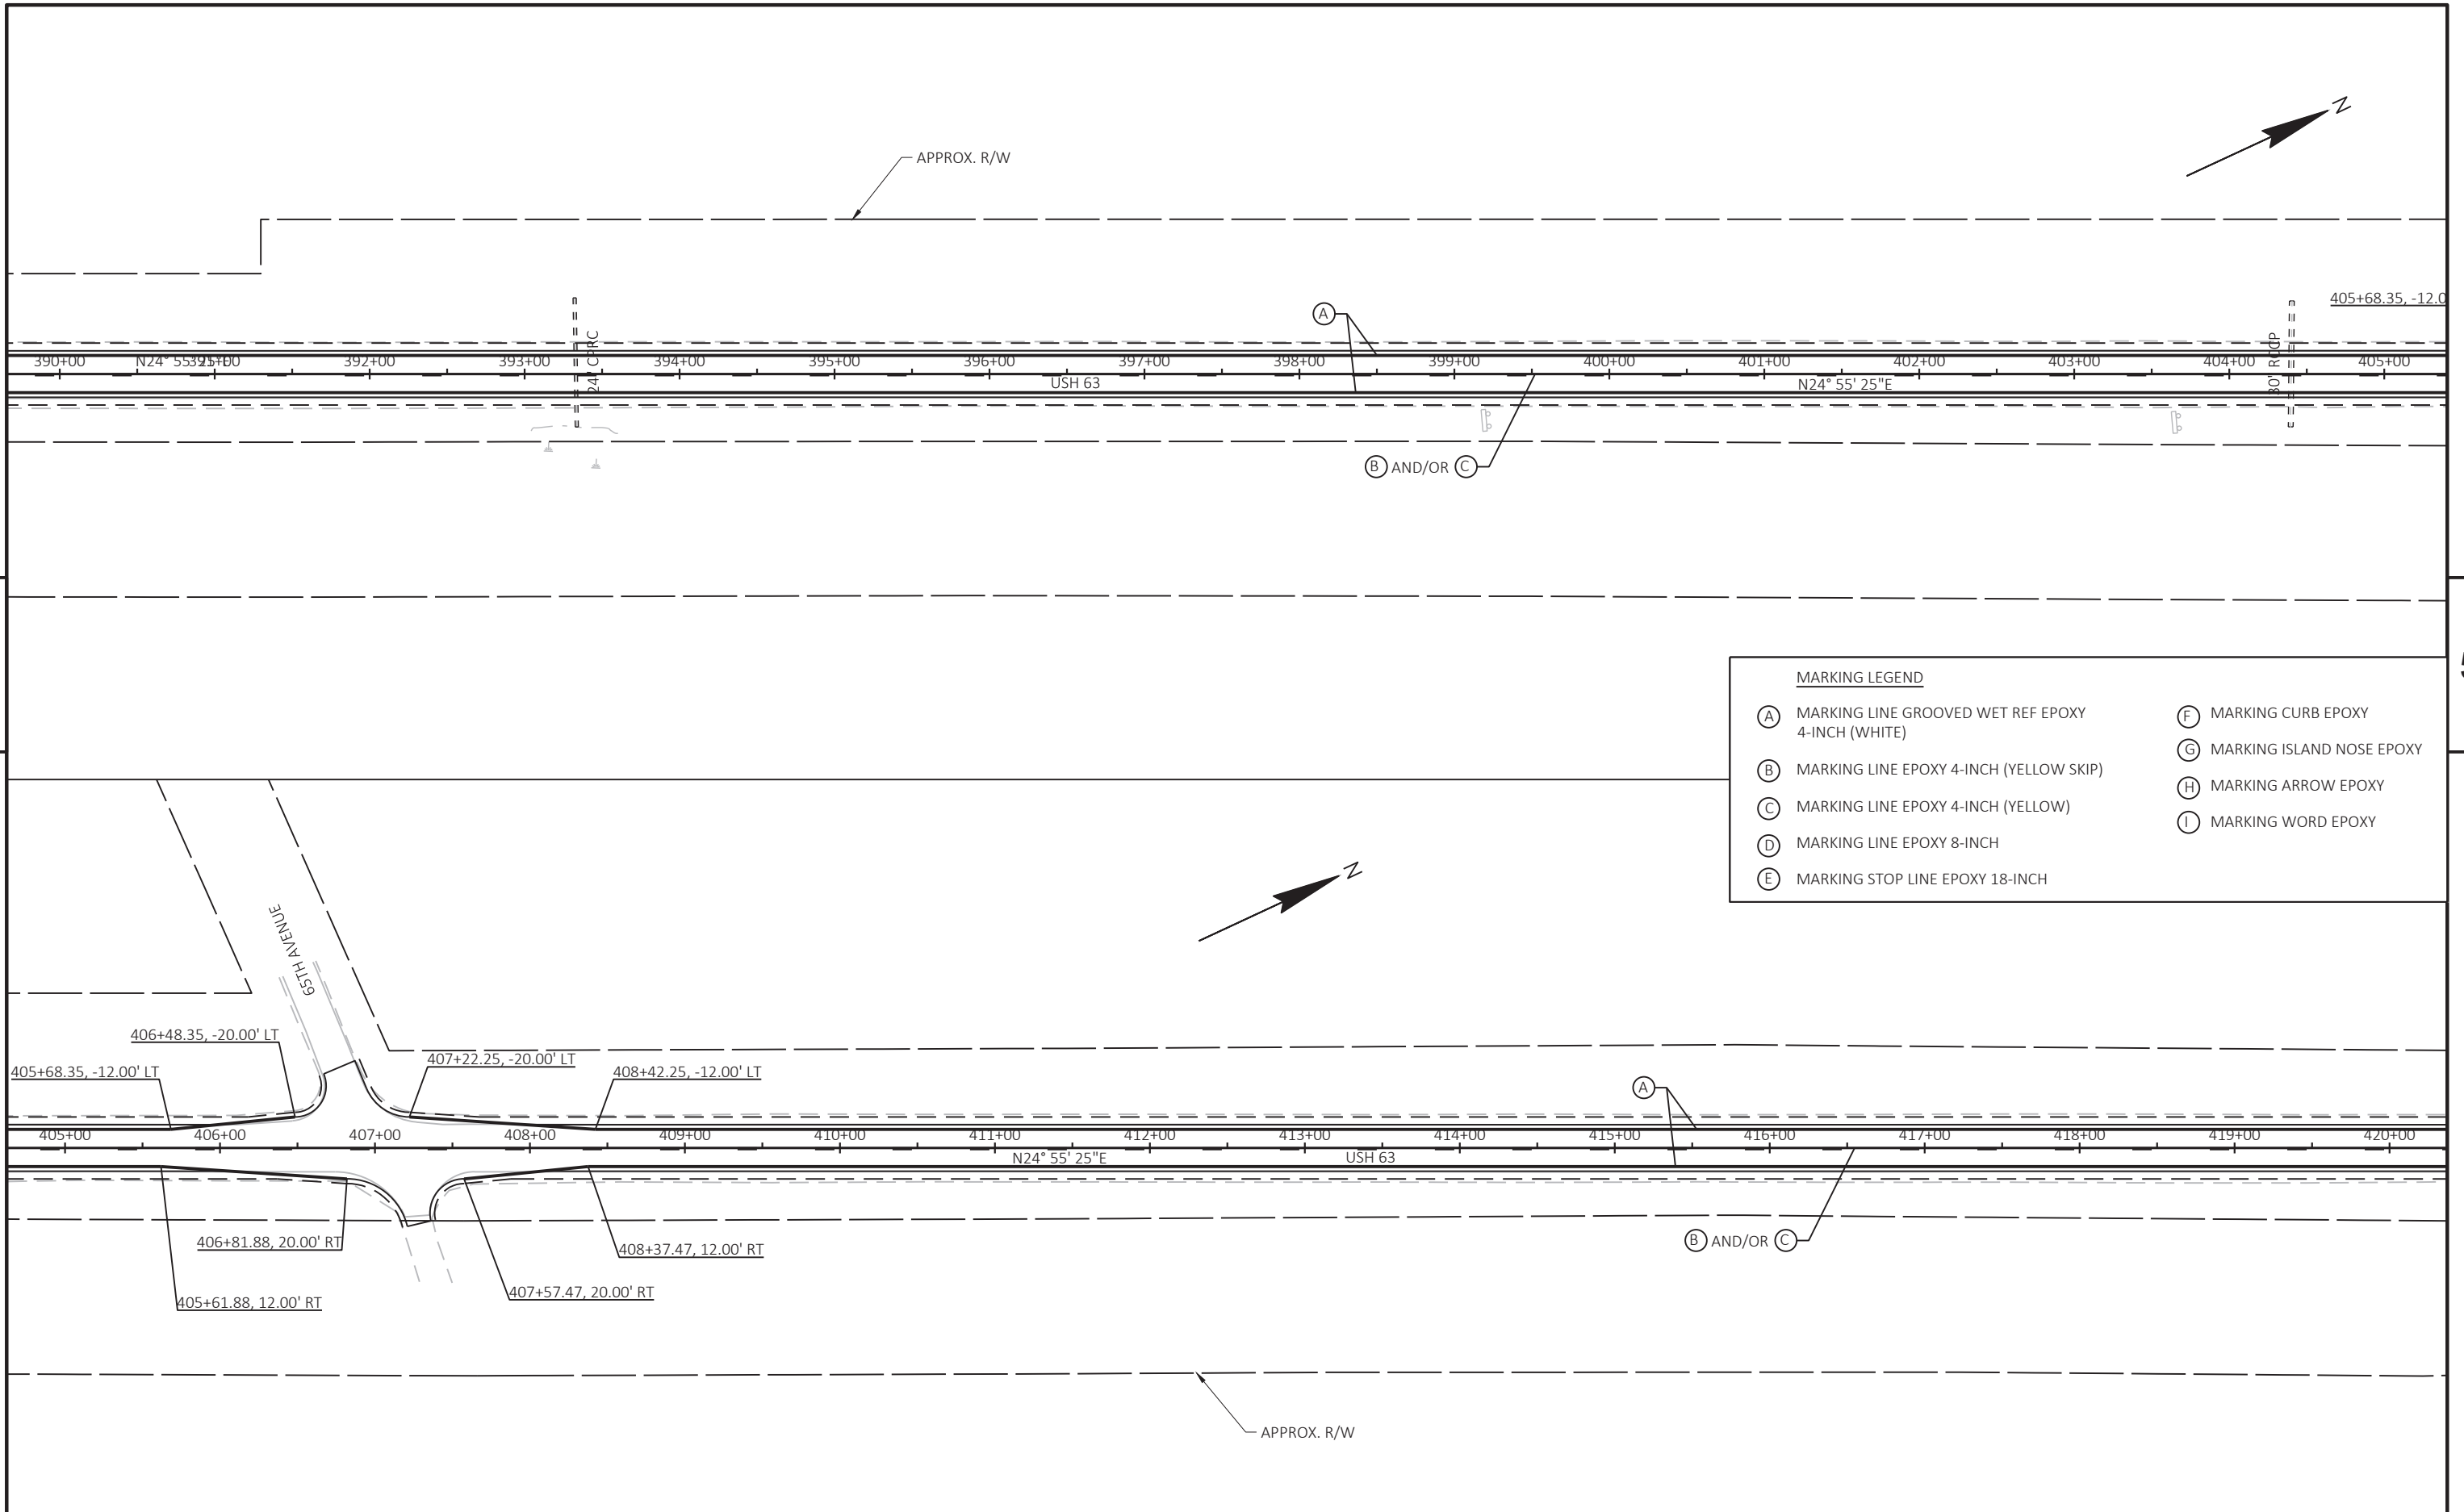 N
APPROX. R/W
A
405+68.35, -12.0
24' CPRC
30' RCCP
390+00
N24° 55' 25"E
391+00
392+00
393+00
394+00
395+00
396+00
397+00
398+00
399+00
400+00
401+00
402+00
403+00
404+00
405+00
USH 63
N24° 55' 25"E
B AND/OR C
MARKING LEGEND
A MARKING LINE GROOVED WET REF EPOXY
4-INCH (WHITE)
B MARKING LINE EPOXY 4-INCH (YELLOW SKIP)
C MARKING LINE EPOXY 4-INCH (YELLOW)
D MARKING LINE EPOXY 8-INCH
E MARKING STOP LINE EPOXY 18-INCH
F MARKING CURB EPOXY
G MARKING ISLAND NOSE EPOXY
H MARKING ARROW EPOXY
I MARKING WORD EPOXY
N
65TH AVENUE
406+48.35, -20.00' LT
405+68.35, -12.00' LT
407+22.25, -20.00' LT
408+42.25, -12.00' LT
A
405+00
406+00
407+00
408+00
409+00
410+00
411+00
412+00
413+00
414+00
415+00
416+00
417+00
418+00
419+00
420+00
N24° 55' 25"E
USH 63
406+81.88, 20.00' RT
408+37.47, 12.00' RT
B AND/OR C
407+57.47, 20.00' RT
405+61.88, 12.00' RT
APPROX. R/W